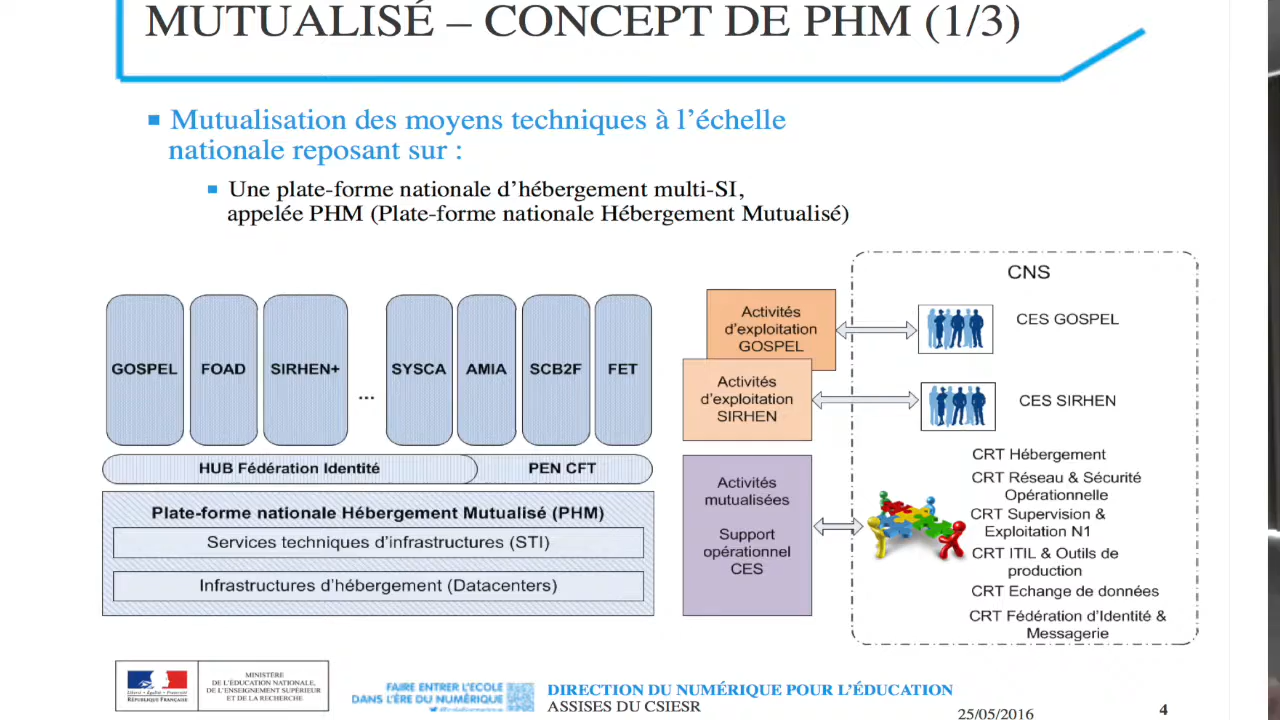 MUTUALISÉ – CONCEPT DE PHM (1/3)
Mutualisation des moyens techniques à l'échelle
nationale reposant sur :
Une plate-forme nationale d'hébergement multi-SI,
appelée PHM (Plate-forme nationale Hébergement Mutualisé)
GOSPEL
FOAD
SIRHEN+
...
SYSCA
AMIA
SCB2F
FET
HUB Fédération Identité
PEN CFT
Plate-forme nationale Hébergement Mutualisé (PHM)
Services techniques d'infrastructures (STI)
Infrastructures d'hébergement (Datacenters)
Activités
d'exploitation
GOSPEL
Activités
d'exploitation
SIRHEN
Activités
mutualisées
Support
opérationnel
CES
CNS
CES GOSPEL
CES SIRHEN
CRT Hébergement
CRT Réseau & Sécurité
Opérationnelle
CRT Supervision &
Exploitation N1
CRT ITIL & Outils de
production
CRT Echange de données
CRT Fédération d'Identité &
Messagerie
Liberté • Égalité • Fraternité
RÉPUBLIQUE FRANÇAISE
MINISTÈRE
DE L'ÉDUCATION NATIONALE,
DE L'ENSEIGNEMENT SUPÉRIEUR
ET DE LA RECHERCHE
FAIRE ENTRER L'ECOLE
DANS L'ÈRE DU NUMÉRIQUE
DIRECTION DU NUMÉRIQUE POUR L'ÉDUCATION
ASSISES DU CSIESR
25/05/2016
4